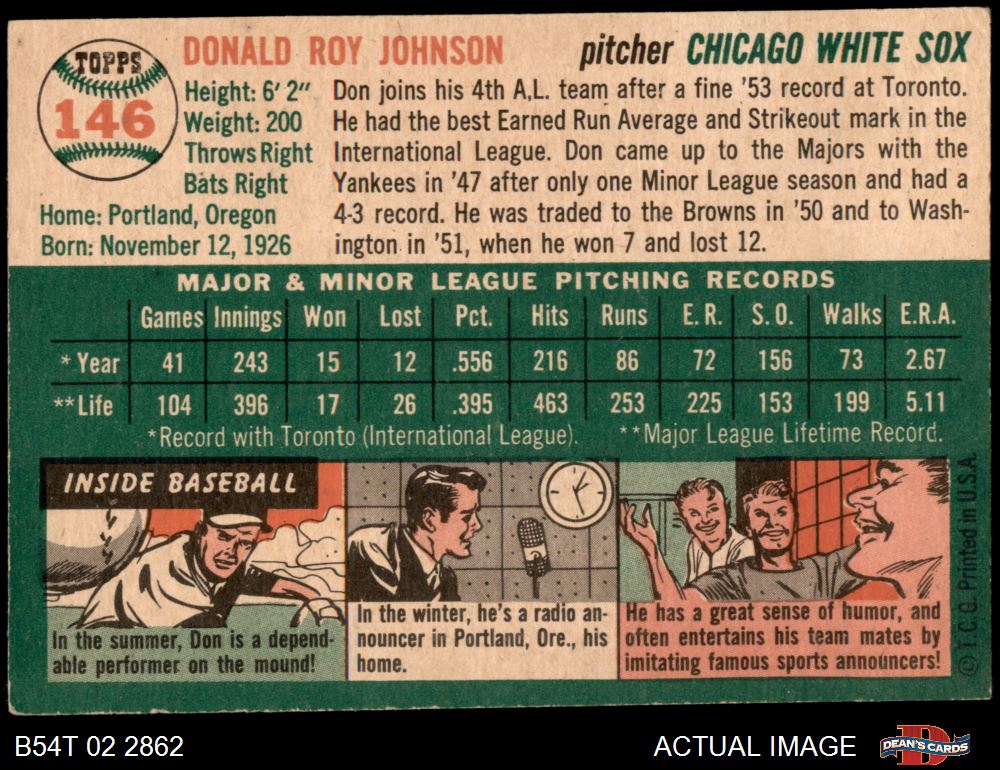 TOPPS
146
DONALD ROY JOHNSON
pitcher CHICAGO WHITE SOX
Height: 6' 2"
Weight: 200
Throws Right
Bats Right
Home: Portland, Oregon
Born: November 12, 1926
Don joins his 4th A.L. team after a fine '53 record at Toronto.
He had the best Earned Run Average and Strikeout mark in the
International League. Don came up to the Majors with the
Yankees in '47 after only one Minor League season and had a
4-3 record. He was traded to the Browns in '50 and to Wash-
ington in '51, when he won 7 and lost 12.
MAJOR & MINOR LEAGUE PITCHING RECORDS
Games Innings Won Lost Pct. Hits Runs E. R. S. O. Walks E.R.A.
* Year 41 243 15 12 .556 216 86 72 156 73 2.67
** Life 104 396 17 26 .395 463 253 225 153 199 5.11
*Record with Toronto (International League). **Major League Lifetime Record.
INSIDE BASEBALL
In the summer, Don is a depend-
able performer on the mound!
In the winter, he's a radio an-
nouncer in Portland, Ore., his
home.
He has a great sense of humor, and
often entertains his team mates by
imitating famous sports announcers!
© T.C.G. Printed in U.S.A.
B54T 02 2862
ACTUAL IMAGE
D
DEAN'S CARDS